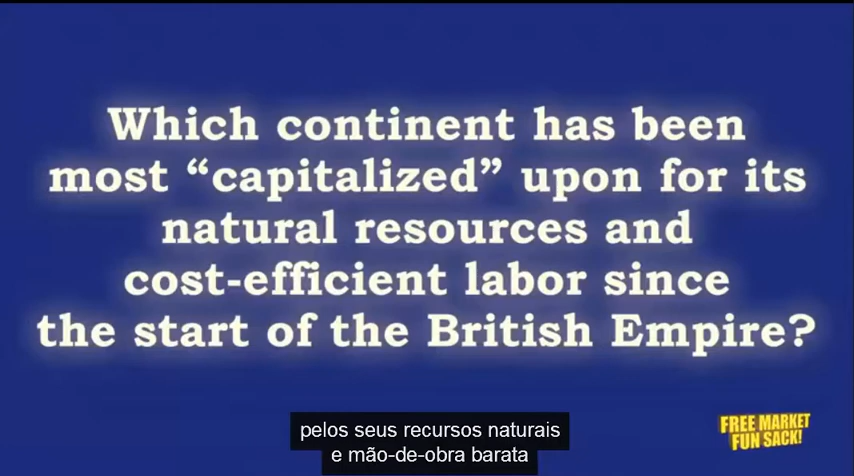 Which continent has been
most “capitalized” upon for its
natural resources and
cost-efficient labor since
the start of the British Empire?
pelos seus recursos naturais
e mão-de-obra barata
FREE MARKET
FUN SACK!